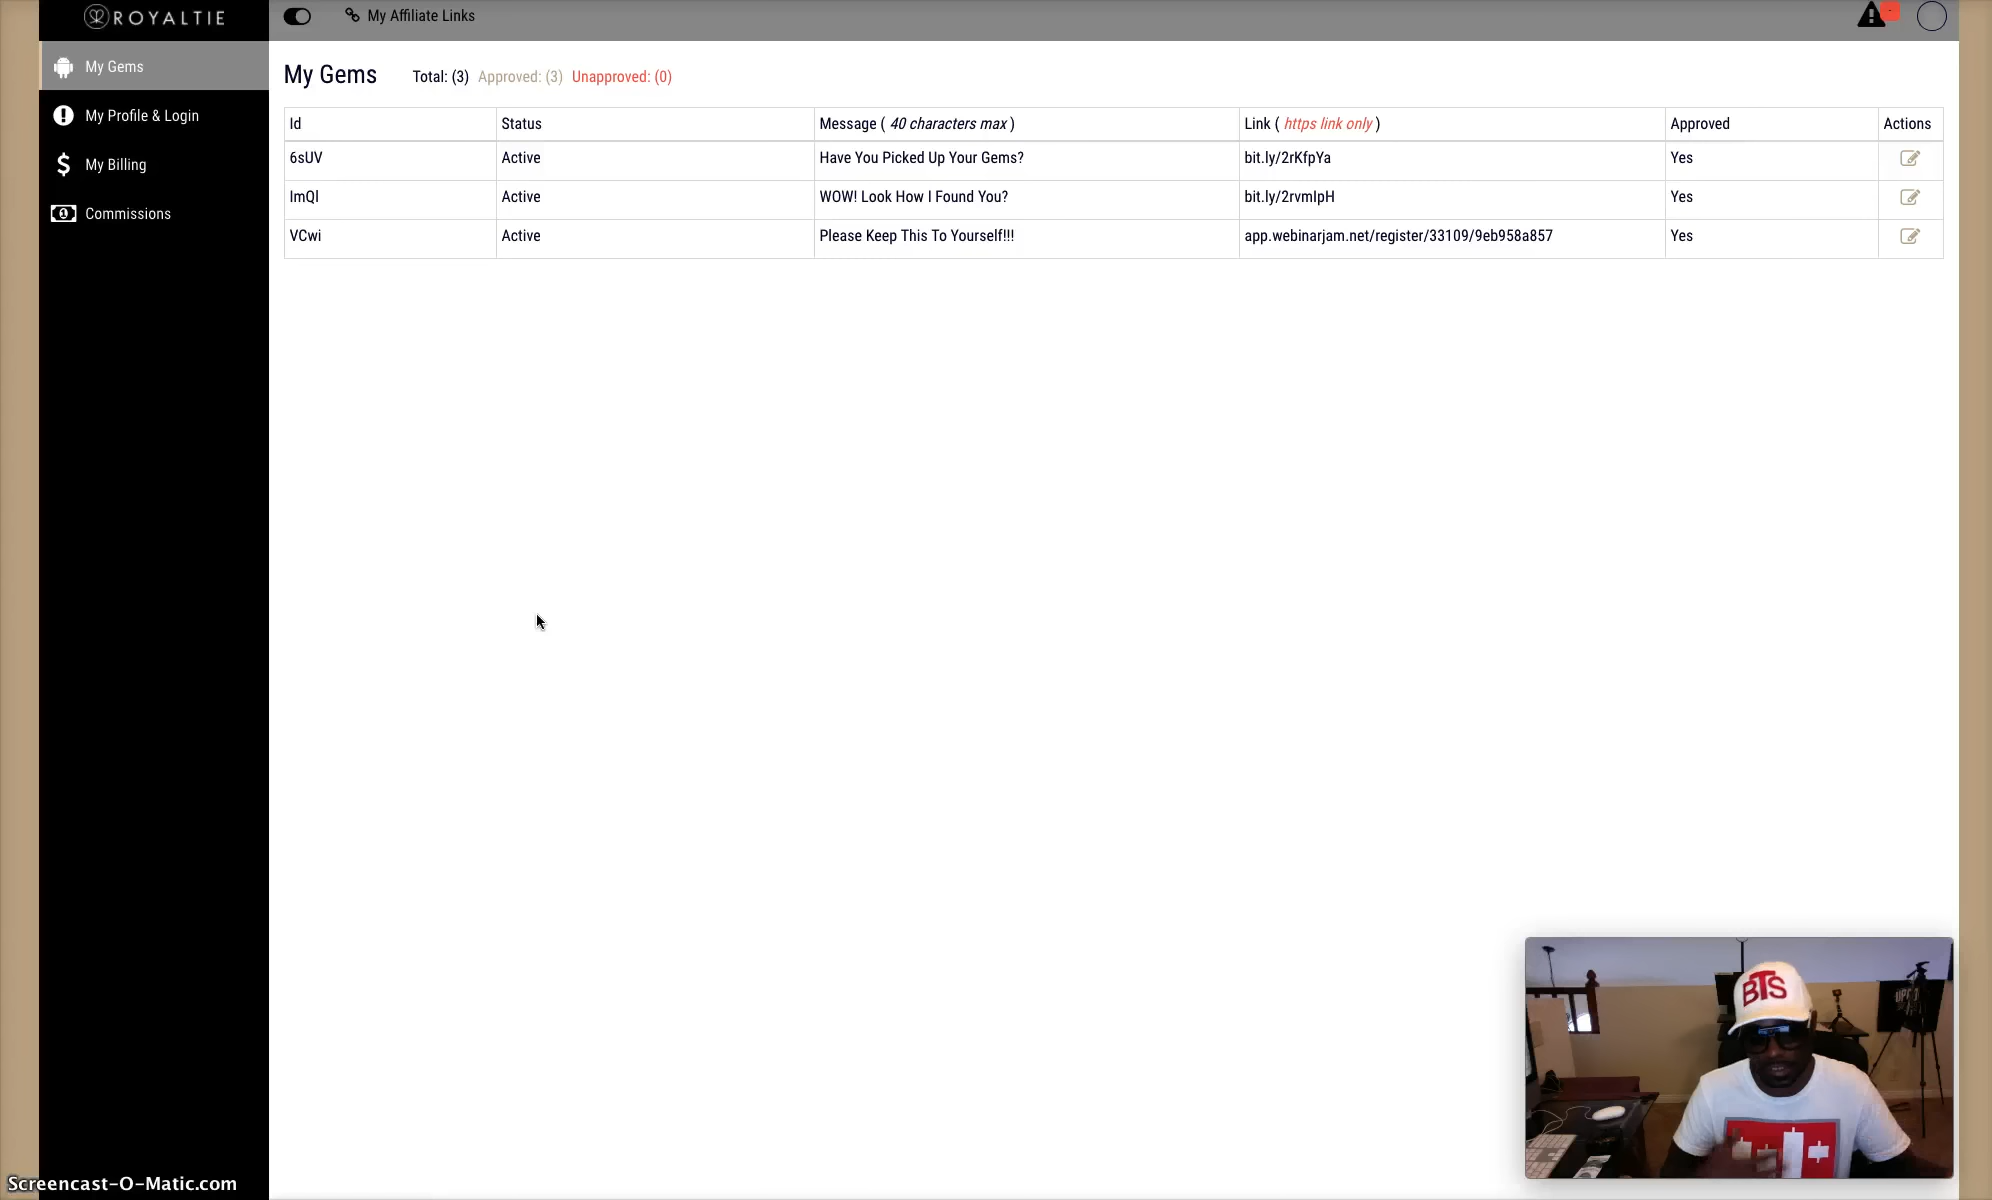 ROYALTIE
My Affiliate Links
My Gems
My Profile & Login
My Billing
Commissions
My Gems Total: (3) Approved: (3) Unapproved: (0)
Id Status Message ( 40 characters max ) Link ( https link only ) Approved Actions
6sUV Active Have You Picked Up Your Gems? bit.ly/2rKfpYa Yes
ImQl Active WOW! Look How I Found You? bit.ly/2rvmIpH Yes
VCwi Active Please Keep This To Yourself!!! app.webinarjam.net/register/33109/9eb958a857 Yes
BTS
Screencast-O-Matic.com